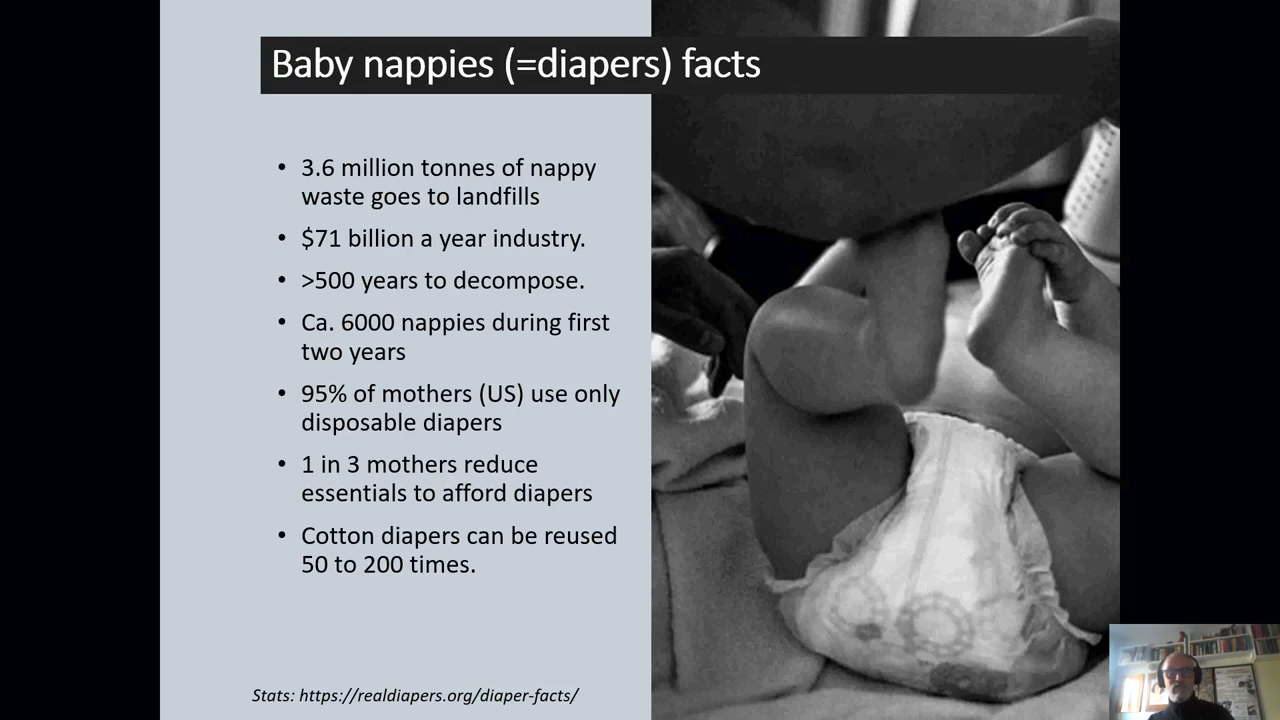 Baby nappies (=diapers) facts
• 3.6 million tonnes of nappy
waste goes to landfills
• $71 billion a year industry.
• >500 years to decompose.
• Ca. 6000 nappies during first
two years
• 95% of mothers (US) use only
disposable diapers
• 1 in 3 mothers reduce
essentials to afford diapers
• Cotton diapers can be reused
50 to 200 times.
Stats: https://realdiapers.org/diaper-facts/